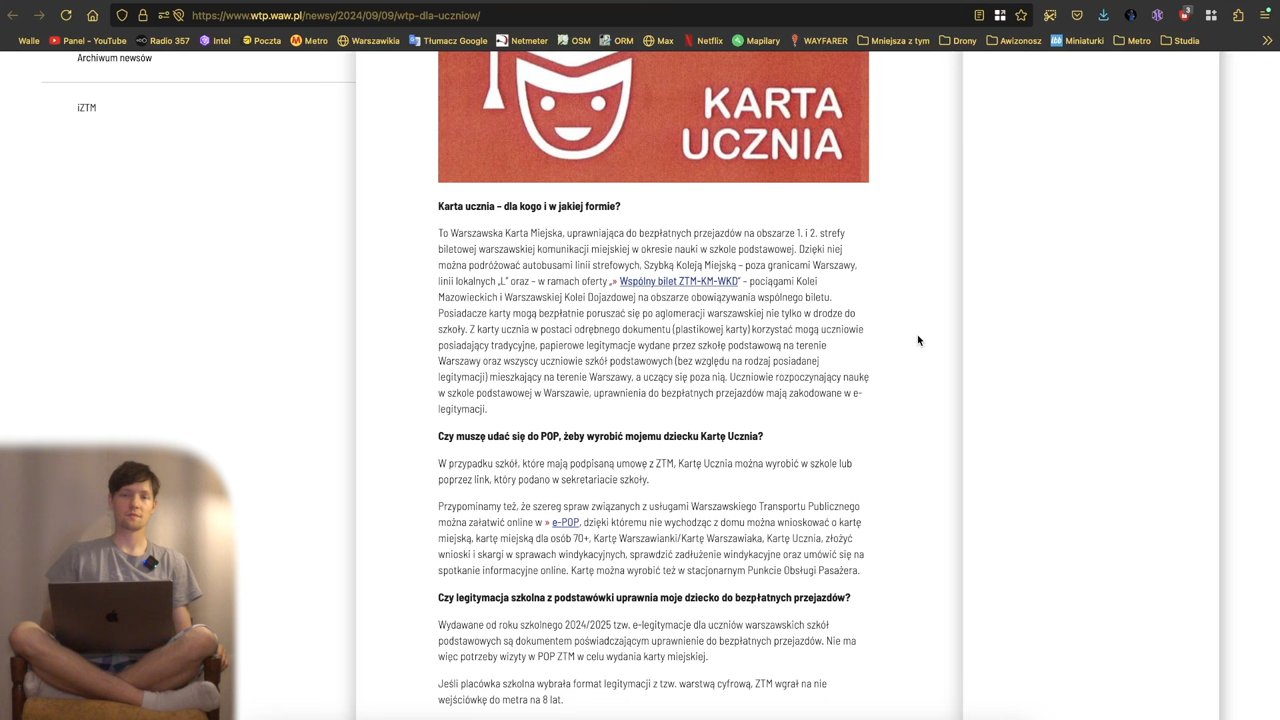 https://www.wtp.waw.pl/newsy/2024/09/09/wtp-dla-uczniow/
3
Walle Panel - YouTube Radio 357 Intel Poczta Metro Warszawikia Tłumacz Google Netmeter OSM ORM Max Netflix Mapilary WAYFARER Mniejsza z tym Drony Awizonosz Miniaturki Metro Studia
Archiwum newsów
iZTM
KARTA
UCZNIA
Karta ucznia – dla kogo i w jakiej formie?
To Warszawska Karta Miejska, uprawniająca do bezpłatnych przejazdów na obszarze 1. i 2. strefy
biletowej warszawskiej komunikacji miejskiej w okresie nauki w szkole podstawowej. Dzięki niej
można podróżować autobusami linii strefowych, Szybką Koleją Miejską – poza granicami Warszawy,
linii lokalnych „L” oraz – w ramach oferty „» Wspólny bilet ZTM-KM-WKD” – pociągami Kolei
Mazowieckich i Warszawskiej Kolei Dojazdowej na obszarze obowiązywania wspólnego biletu.
Posiadacze karty mogą bezpłatnie poruszać się po aglomeracji warszawskiej nie tylko w drodze do
szkoły. Z karty ucznia w postaci odrębnego dokumentu (plastikowej karty) korzystać mogą uczniowie
posiadający tradycyjne, papierowe legitymacje wydane przez szkołę podstawową na terenie
Warszawy oraz wszyscy uczniowie szkół podstawowych (bez względu na rodzaj posiadanej
legitymacji) mieszkający na terenie Warszawy, a uczący się poza nią. Uczniowie rozpoczynający naukę
w szkole podstawowej w Warszawie, uprawnienia do bezpłatnych przejazdów mają zakodowane w e-
legitymacji.
Czy muszę udać się do POP, żeby wyrobić mojemu dziecku Kartę Ucznia?
W przypadku szkół, które mają podpisaną umowę z ZTM, Kartę Ucznia można wyrobić w szkole lub
poprzez link, który podano w sekretariacie szkoły.
Przypominamy też, że szereg spraw związanych z usługami Warszawskiego Transportu Publicznego
można załatwić online w » e-POP, dzięki któremu nie wychodząc z domu można wnioskować o kartę
miejską, kartę miejską dla osób 70+, Kartę Warszawianki/Kartę Warszawiaka, Kartę Ucznia, złożyć
wnioski i skargi w sprawach windykacyjnych, sprawdzić zadłużenie windykacyjne oraz umówić się na
spotkanie informacyjne online. Kartę można wyrobić też w stacjonarnym Punkcie Obsługi Pasażera.
Czy legitymacja szkolna z podstawówki uprawnia moje dziecko do bezpłatnych przejazdów?
Wydawane od roku szkolnego 2024/2025 tzw. e-legitymacje dla uczniów warszawskich szkół
podstawowych są dokumentem poświadczającym uprawnienie do bezpłatnych przejazdów. Nie ma
więc potrzeby wizyty w POP ZTM w celu wydania karty miejskiej.
Jeśli placówka szkolna wybrała format legitymacji z tzw. warstwą cyfrową, ZTM wgrał na nie
wejściówkę do metra na 8 lat.